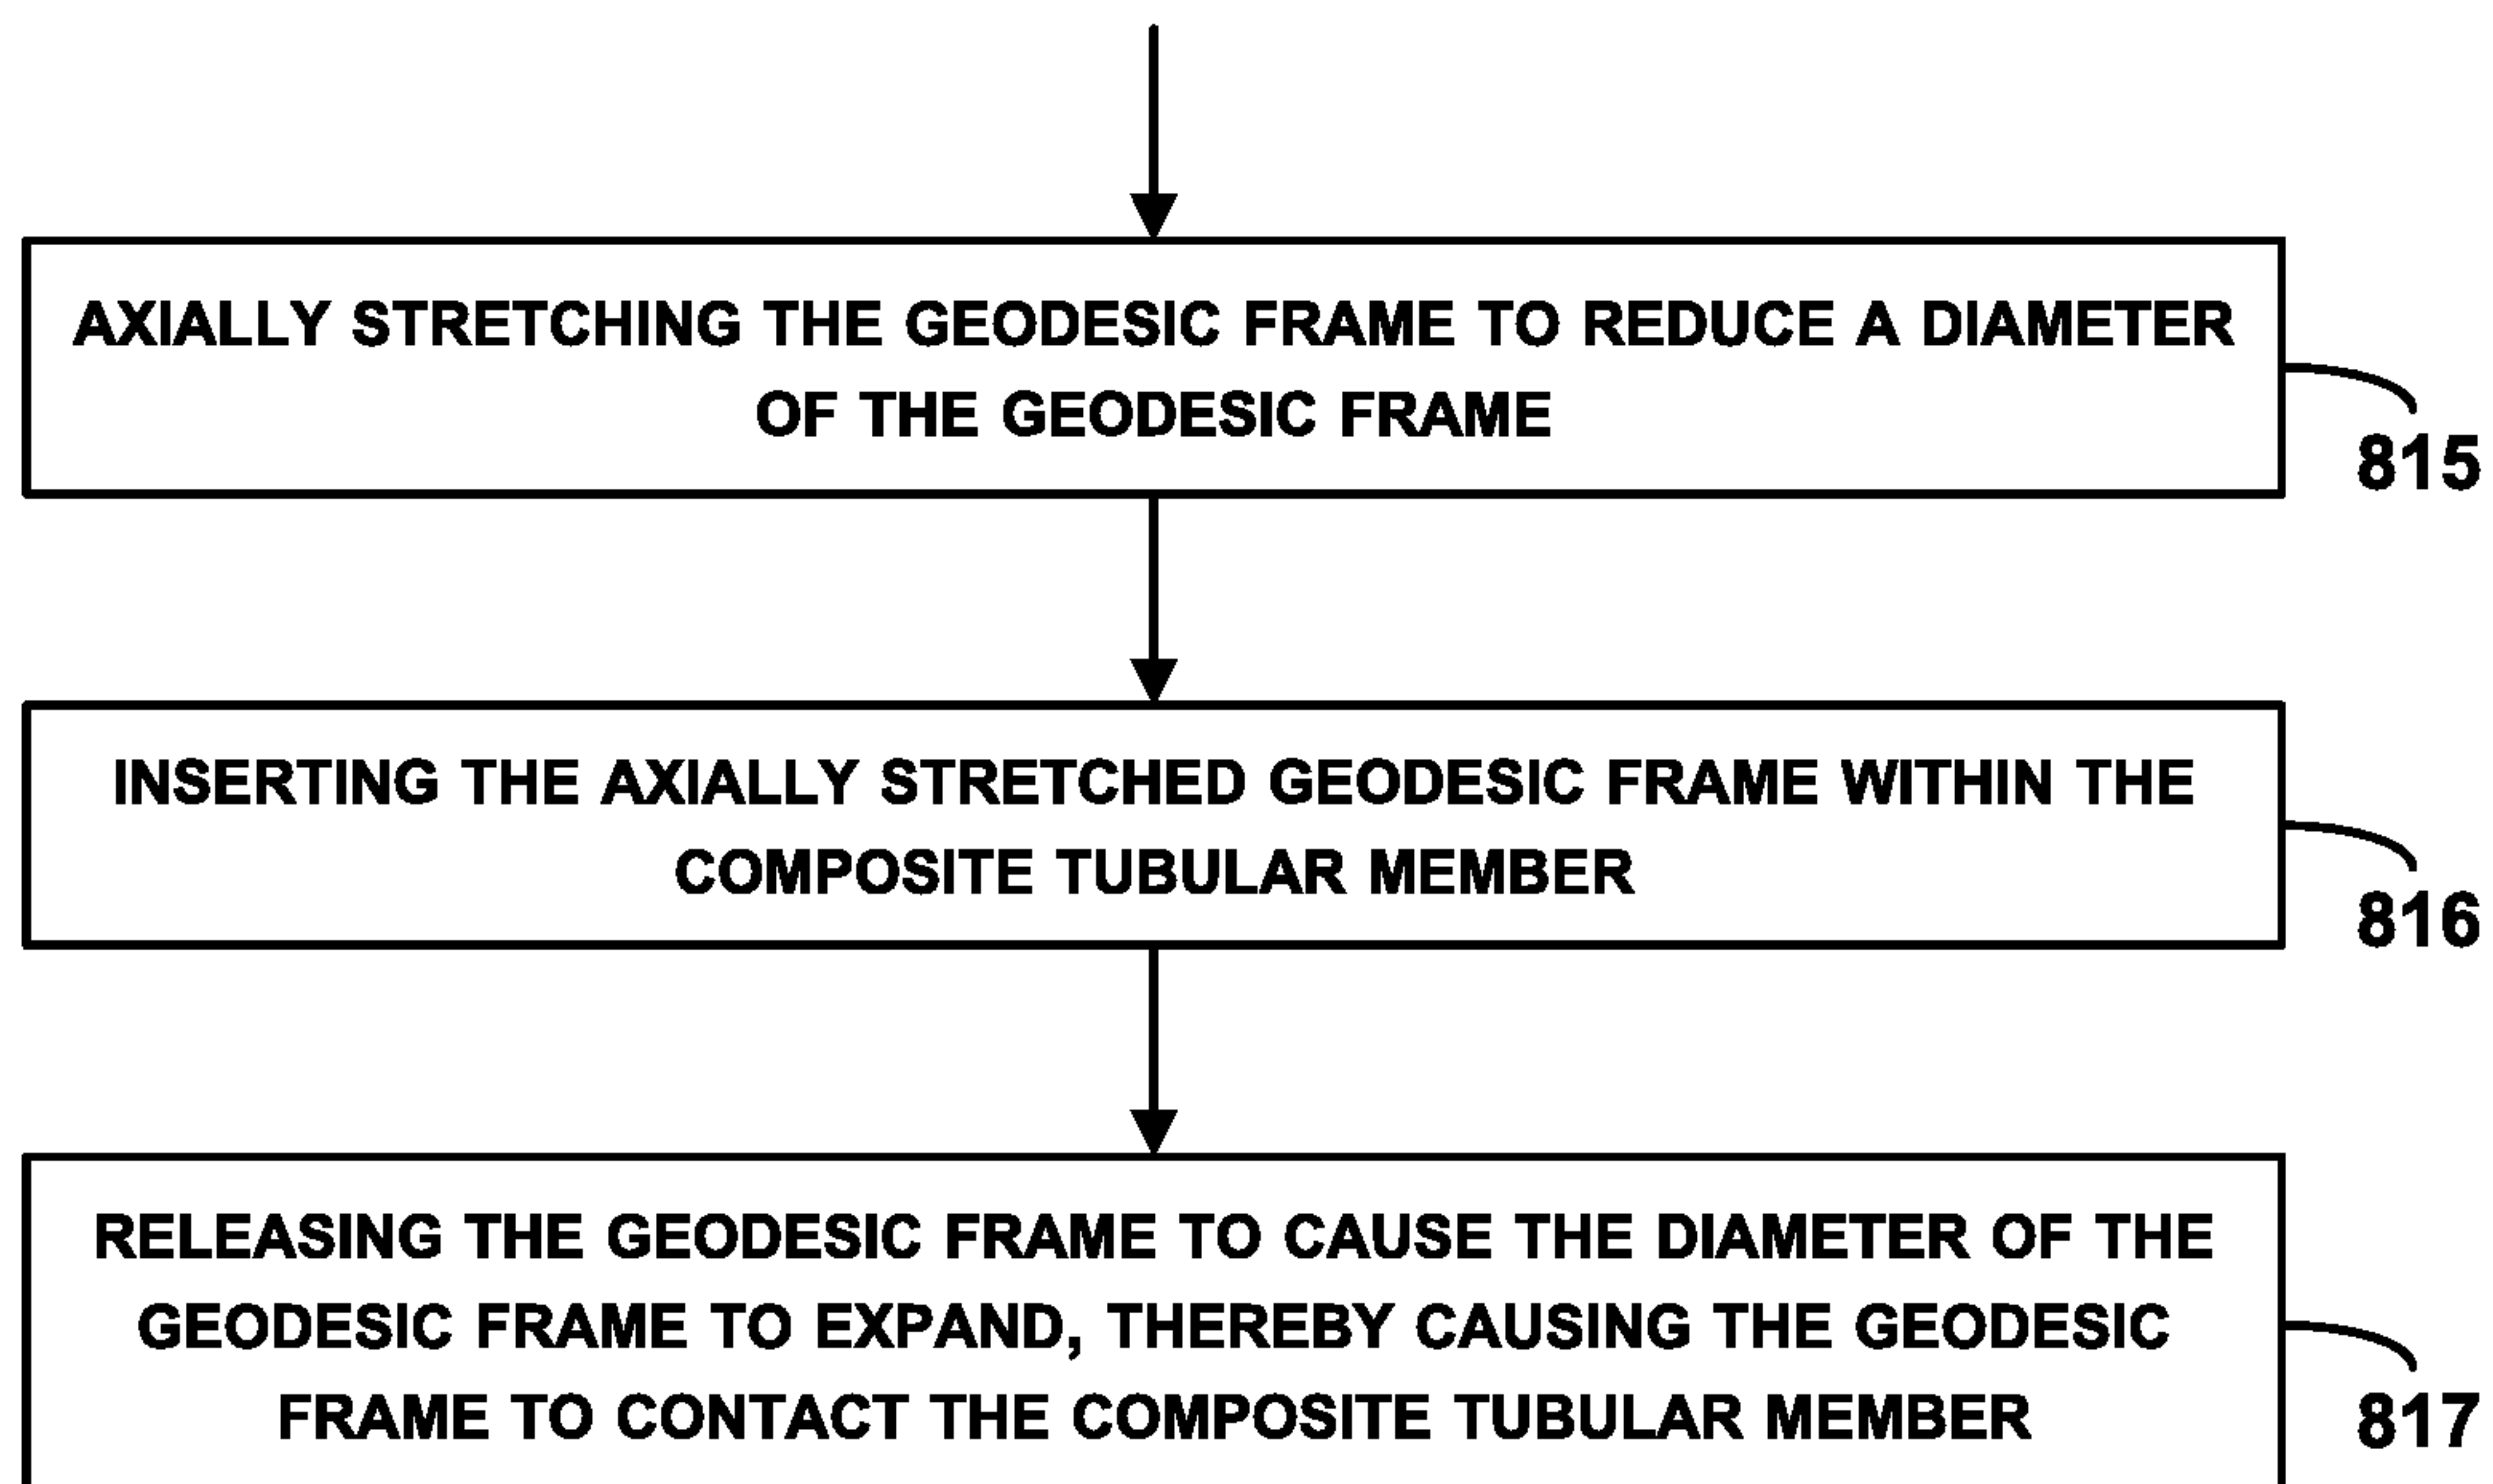 AXIALLY STRETCHING THE GEODESIC FRAME TO REDUCE A DIAMETER
OF THE GEODESIC FRAME
815
INSERTING THE AXIALLY STRETCHED GEODESIC FRAME WITHIN THE
COMPOSITE TUBULAR MEMBER
816
RELEASING THE GEODESIC FRAME TO CAUSE THE DIAMETER OF THE
GEODESIC FRAME TO EXPAND, THEREBY CAUSING THE GEODESIC
FRAME TO CONTACT THE COMPOSITE TUBULAR MEMBER
817